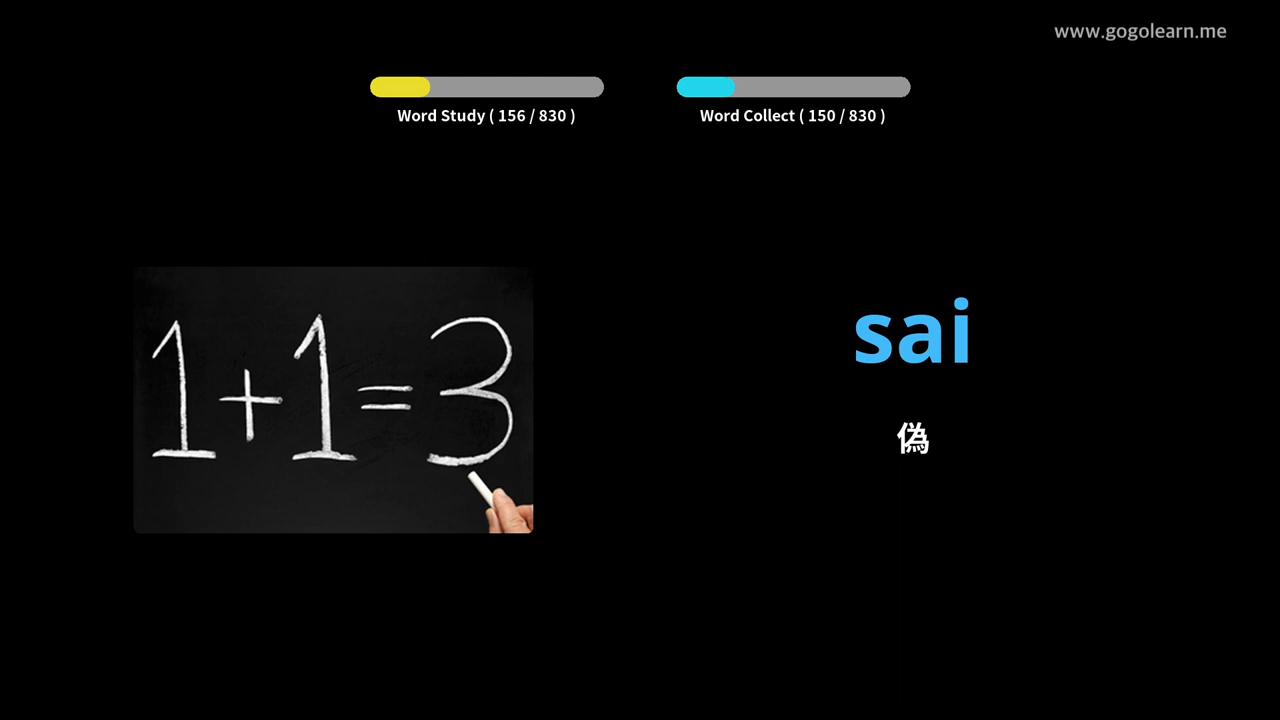 www.gogolearn.me
Word Study ( 156 / 830 )
Word Collect ( 150 / 830 )
1+1=3
sai
偽